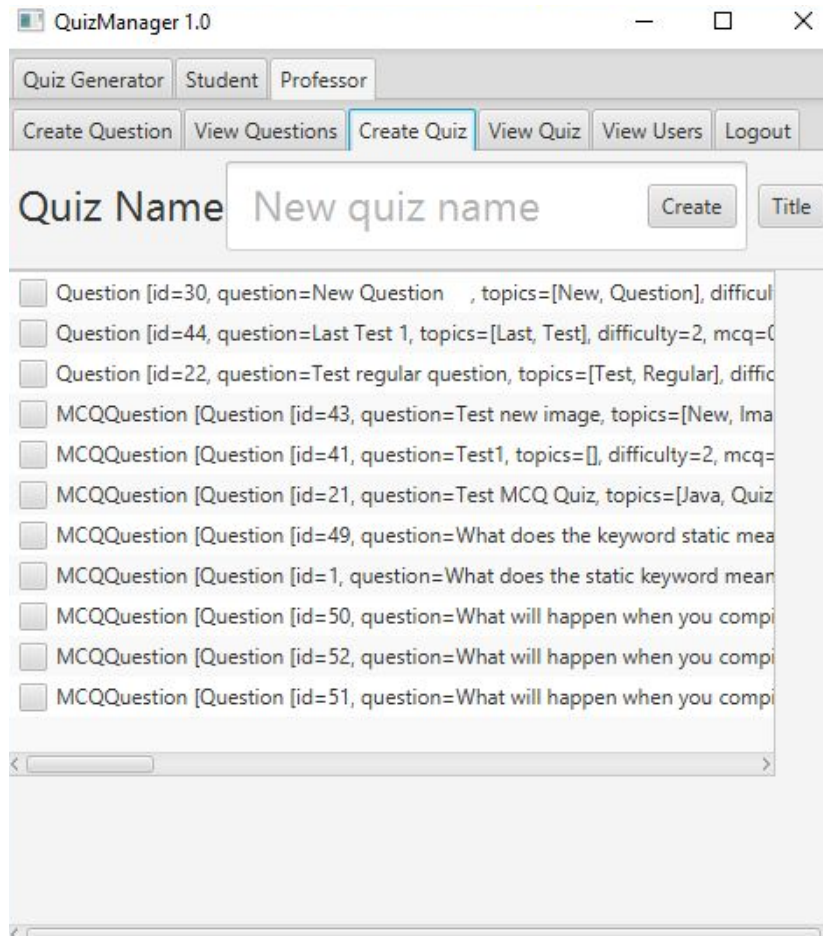 QuizManager 1.0
Quiz Generator Student Professor
Create Question View Questions Create Quiz View Quiz View Users Logout
Quiz Name New quiz name Create Title
Question [id=30, question=New Question , topics=[New, Question], difficul
Question [id=44, question=Last Test 1, topics=[Last, Test], difficulty=2, mcq=0
Question [id=22, question=Test regular question, topics=[Test, Regular], diffic
MCQQuestion [Question [id=43, question=Test new image, topics=[New, Ima
MCQQuestion [Question [id=41, question=Test1, topics=[], difficulty=2, mcq=
MCQQuestion [Question [id=21, question=Test MCQ Quiz, topics=[Java, Quiz
MCQQuestion [Question [id=49, question=What does the keyword static mea
MCQQuestion [Question [id=1, question=What does the static keyword mean
MCQQuestion [Question [id=50, question=What will happen when you compi
MCQQuestion [Question [id=52, question=What will happen when you compi
MCQQuestion [Question [id=51, question=What will happen when you compi